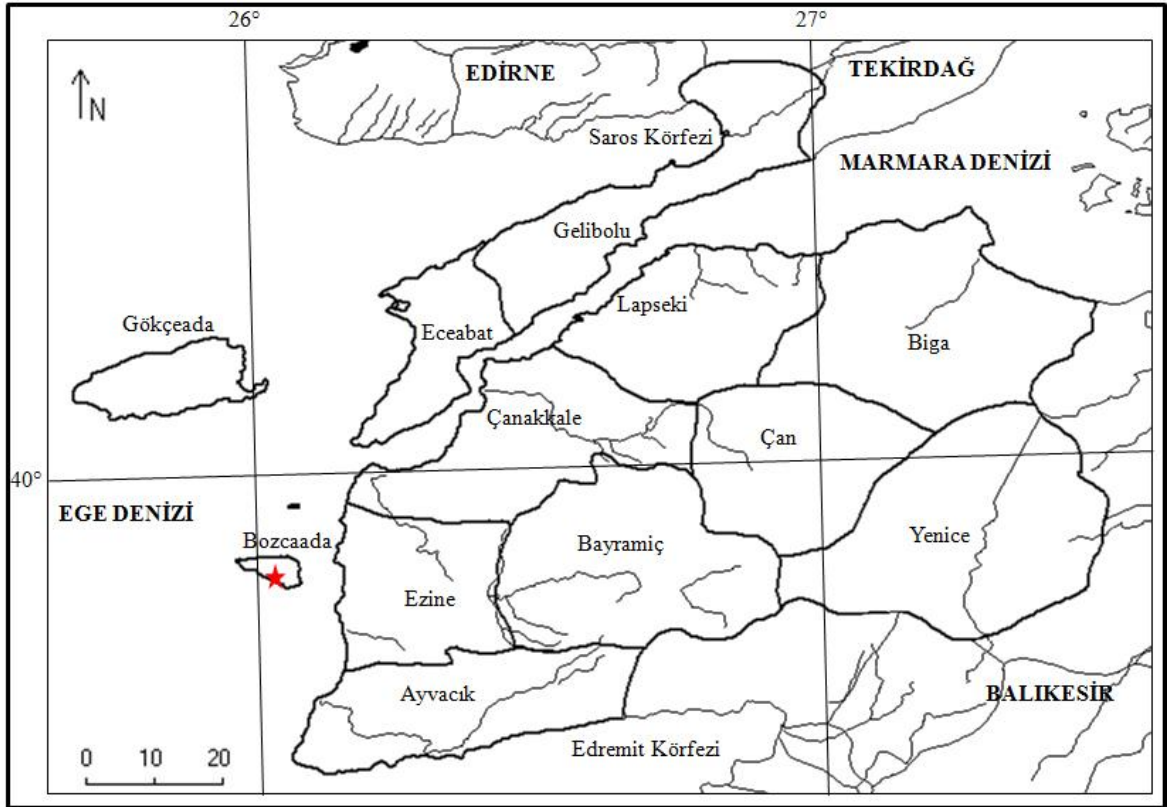 26°
27°
N
EDİRNE
TEKİRDAĞ
Saros Körfezi
MARMARA DENİZİ
Gelibolu
Lapseki
Gökçeada
Eceabat
Biga
Çanakkale
Çan
40°
EGE DENİZİ
Bozcaada
Bayramiç
Yenice
Ezine
Ayvacık
BALIKESİR
Edremit Körfezi
0 10 20